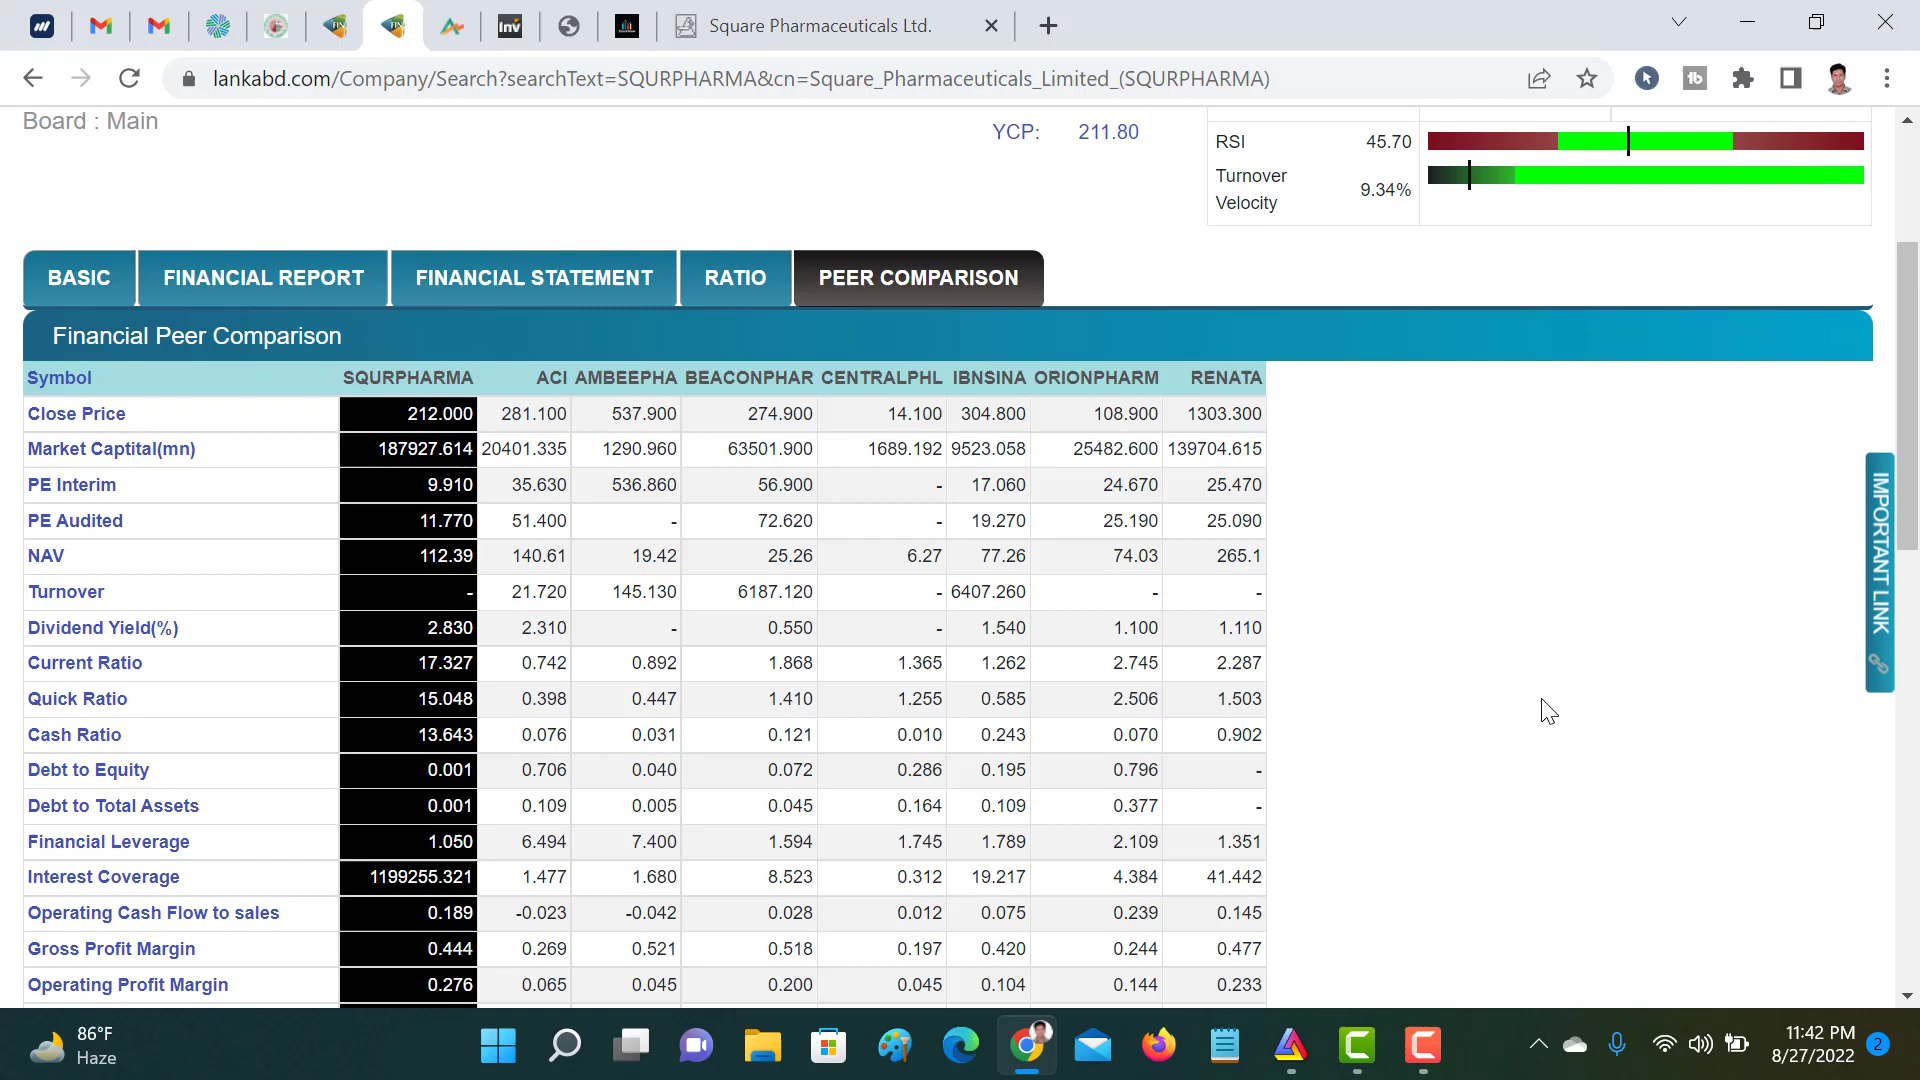 Square Pharmaceuticals Ltd.
lankabd.com/Company/Search?searchText=SQURPHARMA&cn=Square_Pharmaceuticals_Limited_(SQURPHARMA)
Board : Main
YCP: 211.80
RSI 45.70
Turnover Velocity 9.34%
BASIC FINANCIAL REPORT FINANCIAL STATEMENT RATIO PEER COMPARISON
Financial Peer Comparison
Symbol SQURPHARMA ACI AMBEEPHA BEACONPHAR CENTRALPHL IBNSINA ORIONPHARM RENATA
Close Price 212.000 281.100 537.900 274.900 14.100 304.800 108.900 1303.300
Market Captital(mn) 187927.614 20401.335 1290.960 63501.900 1689.192 9523.058 25482.600 139704.615
PE Interim 9.910 35.630 536.860 56.900 - 17.060 24.670 25.470
PE Audited 11.770 51.400 - 72.620 - 19.270 25.190 25.090
NAV 112.39 140.61 19.42 25.26 6.27 77.26 74.03 265.1
Turnover - 21.720 145.130 6187.120 - 6407.260 - -
Dividend Yield(%) 2.830 2.310 - 0.550 - 1.540 1.100 1.110
Current Ratio 17.327 0.742 0.892 1.868 1.365 1.262 2.745 2.287
Quick Ratio 15.048 0.398 0.447 1.410 1.255 0.585 2.506 1.503
Cash Ratio 13.643 0.076 0.031 0.121 0.010 0.243 0.070 0.902
Debt to Equity 0.001 0.706 0.040 0.072 0.286 0.195 0.796 -
Debt to Total Assets 0.001 0.109 0.005 0.045 0.164 0.109 0.377 -
Financial Leverage 1.050 6.494 7.400 1.594 1.745 1.789 2.109 1.351
Interest Coverage 1199255.321 1.477 1.680 8.523 0.312 19.217 4.384 41.442
Operating Cash Flow to sales 0.189 -0.023 -0.042 0.028 0.012 0.075 0.239 0.145
Gross Profit Margin 0.444 0.269 0.521 0.518 0.197 0.420 0.244 0.477
Operating Profit Margin 0.276 0.065 0.045 0.200 0.045 0.104 0.144 0.233
IMPORTANT LINK
86°F
Haze
11:42 PM
8/27/2022
2